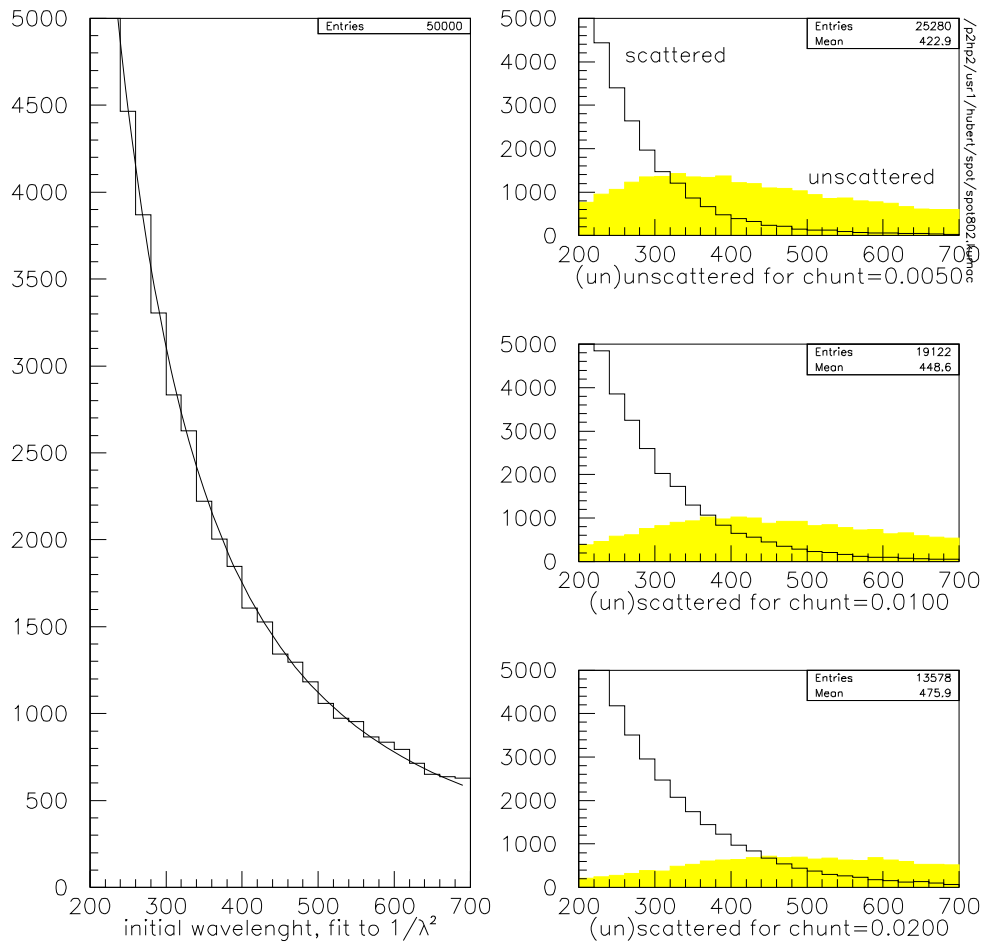 Entries 50000
5000
4500
4000
3500
3000
2500
2000
1500
1000
500
0
200 300 400 500 600 700
initial wavelenght, fit to 1/λ²
Entries 25280
Mean 422.9
scattered
unscattered
5000
4000
3000
2000
1000
0
200 300 400 500 600 700
(un)unscattered for chunt=0.0050
/p2hp2/usr1/hubert/spot/spot802.kumac
Entries 19122
Mean 448.6
5000
4000
3000
2000
1000
0
200 300 400 500 600 700
(un)scattered for chunt=0.0100
Entries 13578
Mean 475.9
5000
4000
3000
2000
1000
0
200 300 400 500 600 700
(un)scattered for chunt=0.0200